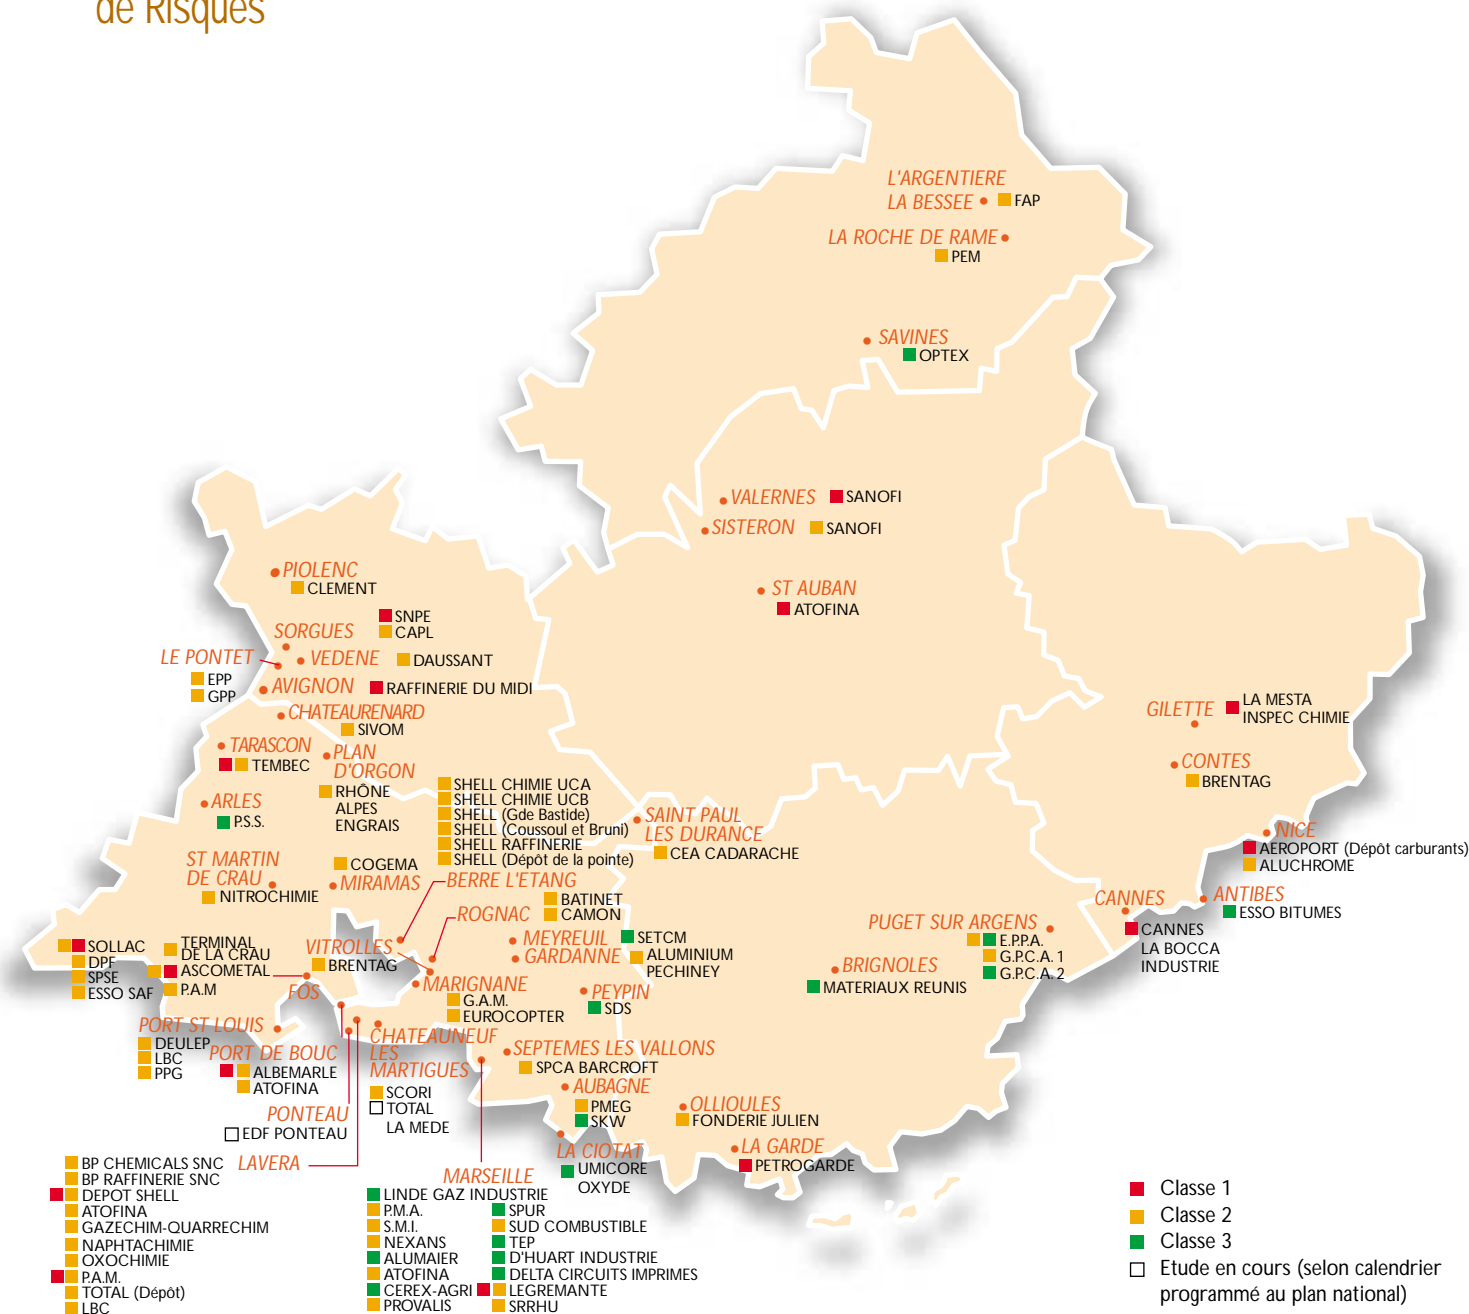 de Risques
L'ARGENTIERE
LA BESSEE
FAP
LA ROCHE DE RAME
PEM
SAVINES
OPTEX
VALERNES
SANOFI
SISTERON
SANOFI
ST AUBAN
ATOFINA
PIOLENC
CLEMENT
SNPE
CAPL
SORGUES
LE PONTET
VEDENE
DAUSSANT
EPP
GPP
AVIGNON
RAFFINERIE DU MIDI
CHATEAURENARD
SIVOM
TARASCON
TEMBEC
PLAN
D'ORGON
RHÔNE
ALPES
ENGRAIS
ARLES
P.S.S.
SHELL CHIMIE UCA
SHELL CHIMIE UCB
SHELL (Gde Bastide)
SHELL (Coussoul et Bruni)
SHELL RAFFINERIE
SHELL (Dépôt de la pointe)
SAINT PAUL
LES DURANCE
CEA CADARACHE
GILETTE
LA MESTA
INSPEC CHIMIE
CONTES
BRENTAG
NICE
AEROPORT (Dépôt carburants)
ALUCHROME
ANTIBES
ESSO BITUMES
CANNES
CANNES
LA BOCCA
INDUSTRIE
ST MARTIN
DE CRAU
NITROCHIMIE
COGEMA
MIRAMAS
BERRE L'ETANG
ROGNAC
BATINET
CAMON
MEYREUIL
SETCM
GARDANNE
ALUMINIUM
PECHINEY
PUGET SUR ARGENS
E.P.P.A.
G.P.C.A. 1
G.P.C.A. 2
BRIGNOLES
MATERIAUX REUNIS
SOLLAC
DPF
SPSE
ESSO SAF
TERMINAL
DE LA CRAU
ASCOMETAL
P.A.M
FOS
VITROLLES
BRENTAG
MARIGNANE
G.A.M.
EUROCOPTER
PEYPIN
SDS
PORT ST LOUIS
DEULEP
LBC
PPG
PORT DE BOUC
ALBEMARLE
ATOFINA
CHATEAUNEUF
LES
MARTIGUES
SCORI
TOTAL
LA MEDE
SEPTEMES LES VALLONS
SPCA BARCROFT
AUBAGNE
PMEG
SKW
OLLIOULES
FONDERIE JULIEN
PONTEAU
EDF PONTEAU
LA CIOTAT
UMICORE
OXYDE
LA GARDE
PETROGARDE
LAVERA
BP CHEMICALS SNC
BP RAFFINERIE SNC
DEPOT SHELL
ATOFINA
GAZECHIM-QUARRECHIM
NAPHTACHIMIE
OXOCHIMIE
P.A.M.
TOTAL (Dépôt)
LBC
MARSEILLE
LINDE GAZ INDUSTRIE
P.M.A.
S.M.I.
NEXANS
ALUMAIER
ATOFINA
CEREX-AGRI
PROVALIS
SPUR
SUD COMBUSTIBLE
TEP
D'HUART INDUSTRIE
DELTA CIRCUITS IMPRIMES
LEGREMANTE
SRRHU
Classe 1
Classe 2
Classe 3
Etude en cours (selon calendrier
programmé au plan national)